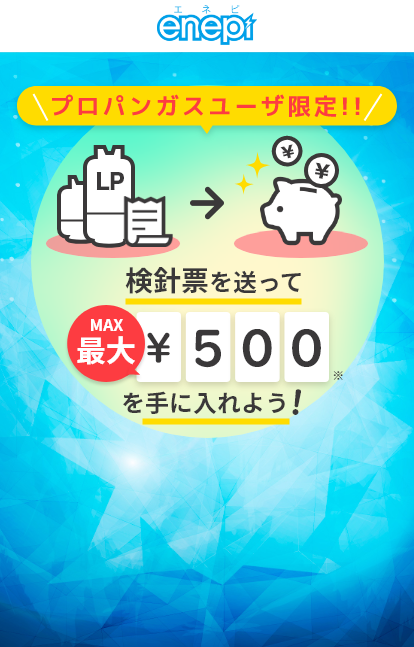 エネピ
enepi
プロパンガスユーザ限定!!
LP
¥
¥
検針票を送って
MAX
最大
¥500
※
を手に入れよう!